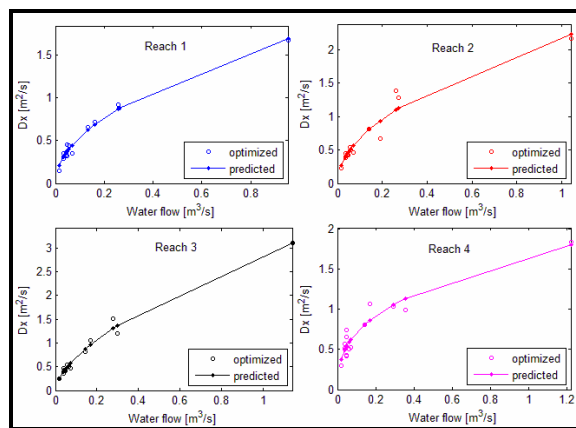 Reach 1
Dx [m²/s]
1.5
1
0.5
0
0
0.2
0.4
0.6
0.8
Water flow [m³/s]
optimized
predicted
Reach 2
Dx [m²/s]
2
1.5
1
0.5
0
0
0.2
0.4
0.6
0.8
1
Water flow [m³/s]
optimized
predicted
Reach 3
Dx [m²/s]
3
2.5
2
1.5
1
0.5
0
0
0.2
0.4
0.6
0.8
1
Water flow [m³/s]
optimized
predicted
Reach 4
Dx [m²/s]
2
1.5
1
0.5
0
0
0.2
0.4
0.6
0.8
1
1.2
Water flow [m³/s]
optimized
predicted